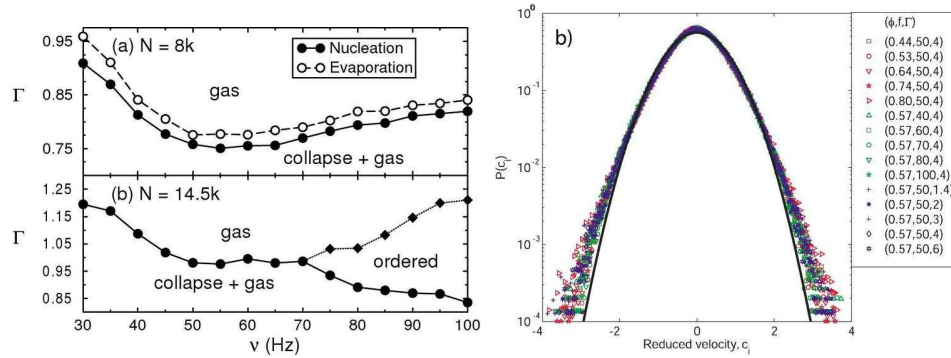 (a) N = 8k
Nucleation
Evaporation
gas
collapse + gas
Γ
0.95
0.85
0.75
(b) N = 14.5k
gas
ordered
collapse + gas
Γ
1.25
1.15
1.05
0.95
0.85
30 40 50 60 70 80 90 100
ν (Hz)
b)
10⁰
10⁻¹
10⁻²
10⁻³
10⁻⁴
P(cᵢ)
-4 -2 0 2 4
Reduced velocity, cᵢ
(ϕ,f,Γ)
(0.44,50,4)
(0.53,50,4)
(0.64,50,4)
(0.74,50,4)
(0.80,50,4)
(0.57,40,4)
(0.57,60,4)
(0.57,70,4)
(0.57,80,4)
(0.57,100,4)
(0.57,50,1.4)
(0.57,50,2)
(0.57,50,3)
(0.57,50,4)
(0.57,50,6)